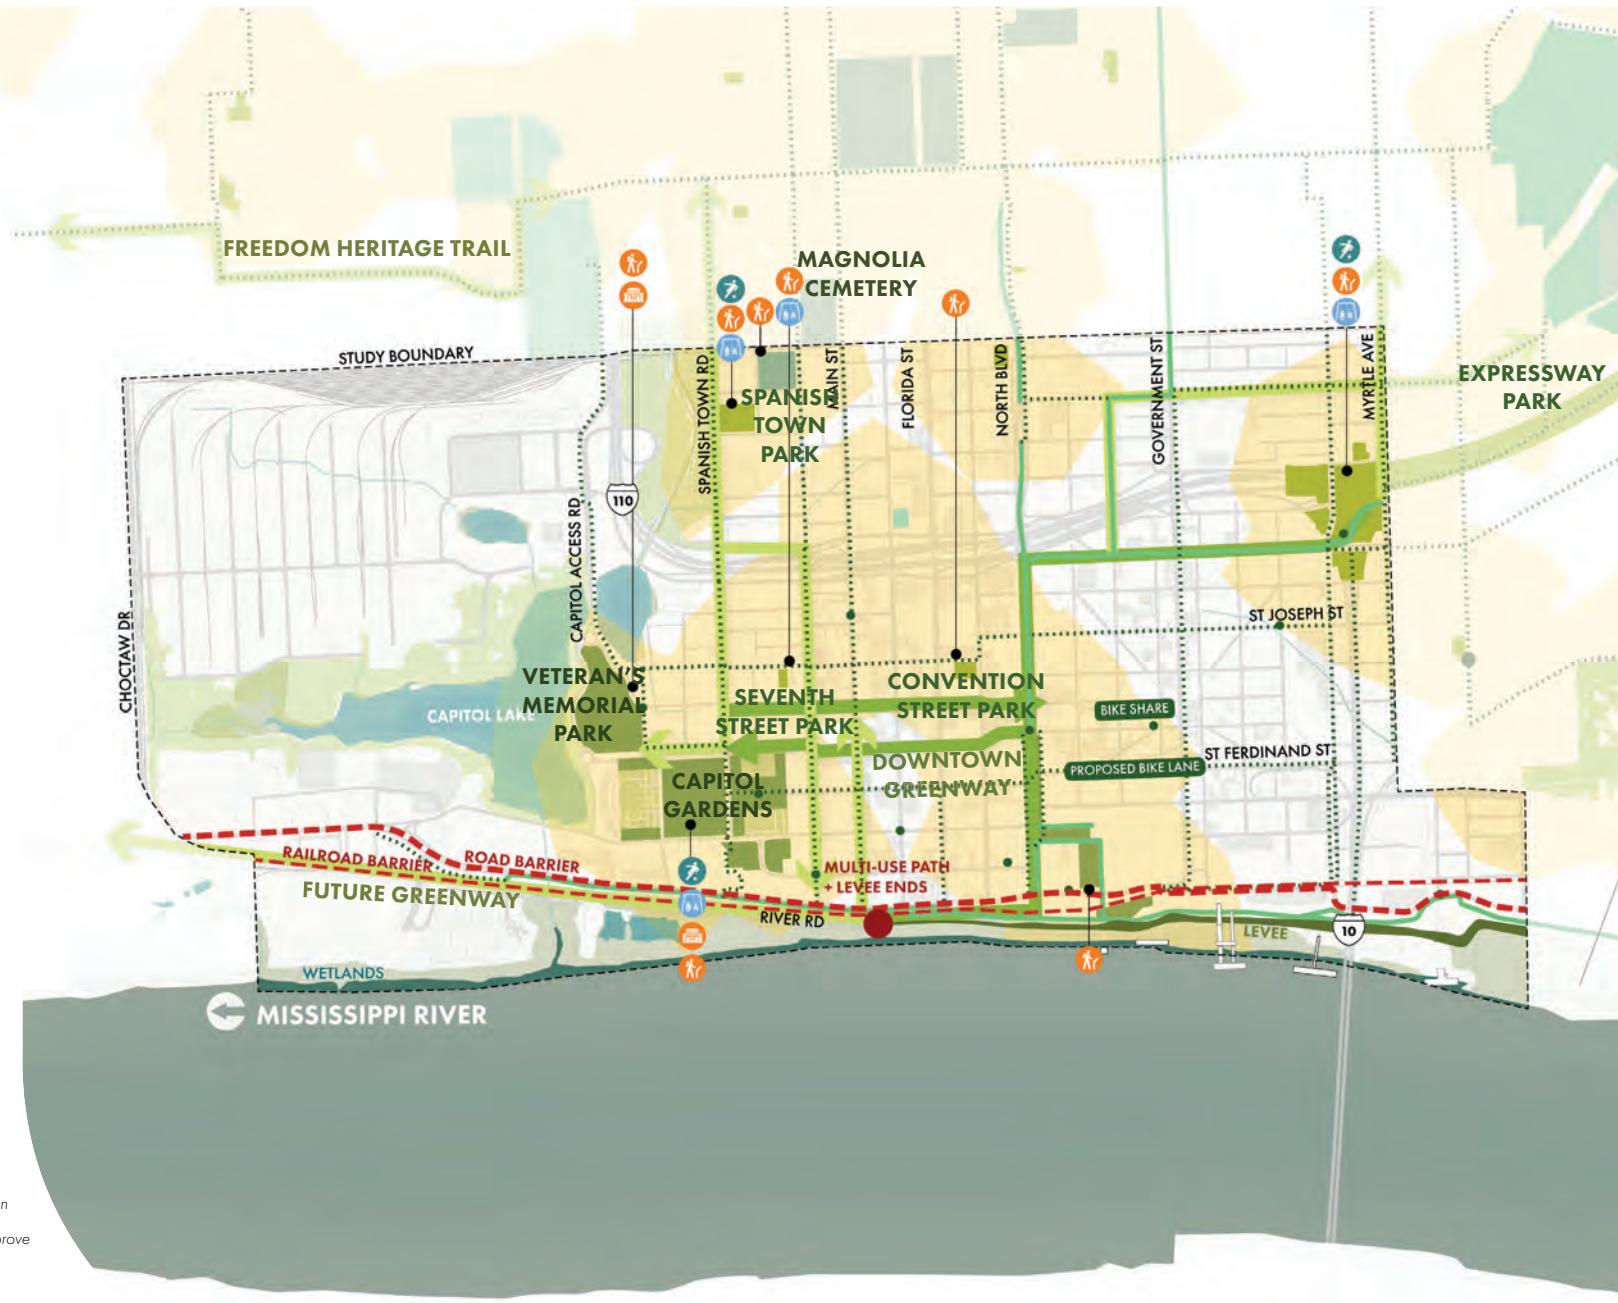 FREEDOM HERITAGE TRAIL
MAGNOLIA
CEMETERY
STUDY BOUNDARY
SPANISH TOWN RD
MAIN ST
FLORIDA ST
NORTH BLVD
GOVERNMENT ST
MYRTLE AVE
EXPRESSWAY
PARK
SPANISH
TOWN
PARK
110
CAPITOL ACCESS RD
CHOCTAW DR
ST JOSEPH ST
VETERAN'S
MEMORIAL
PARK
CAPITOL LAKE
SEVENTH
STREET PARK
CONVENTION
STREET PARK
BIKE SHARE
ST FERDINAND ST
PROPOSED BIKE LANE
DOWNTOWN
GREENWAY
CAPITOL
GARDENS
RAILROAD BARRIER
ROAD BARRIER
MULTI-USE PATH
+ LEVEE ENDS
FUTURE GREENWAY
RIVER RD
LEVEE
10
WETLANDS
MISSISSIPPI RIVER
n
rove